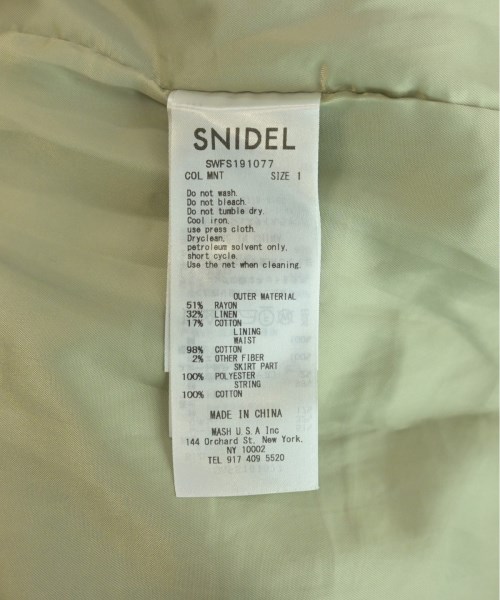 SNIDEL
SWFS191077
COL MNT SIZE 1
Do not wash.
Do not bleach.
Do not tumble dry.
Cool iron.
use press cloth.
Dryclean,
petroleum solvent only,
short cycle.
Use the net when cleaning.
OUTER MATERIAL
51% RAYON
32% LINEN
17% COTTON
LINING
WAIST
98% COTTON
2% OTHER FIBER
SKIRT PART
100% POLYESTER
STRING
100% COTTON
MADE IN CHINA
MASH U.S.A Inc
144 Orchard St. New York.
NY 10002
TEL 917 409 5520